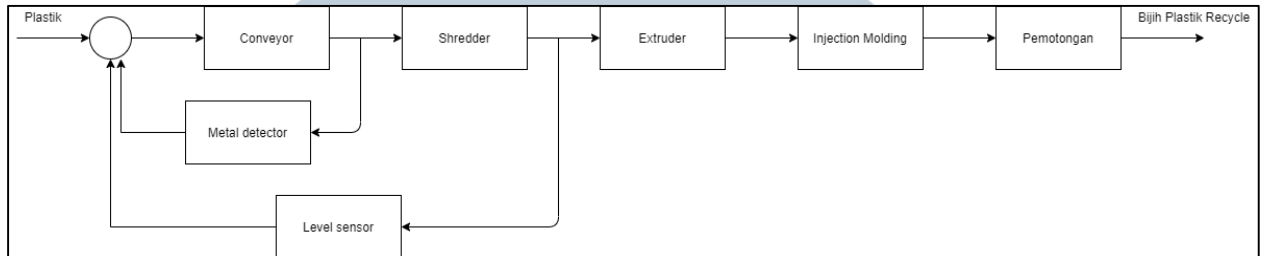 Plastik
Bijih Plastik Recycle
Conveyor
Shredder
Extruder
Injection Molding
Pemotongan
Metal detector
Level sensor